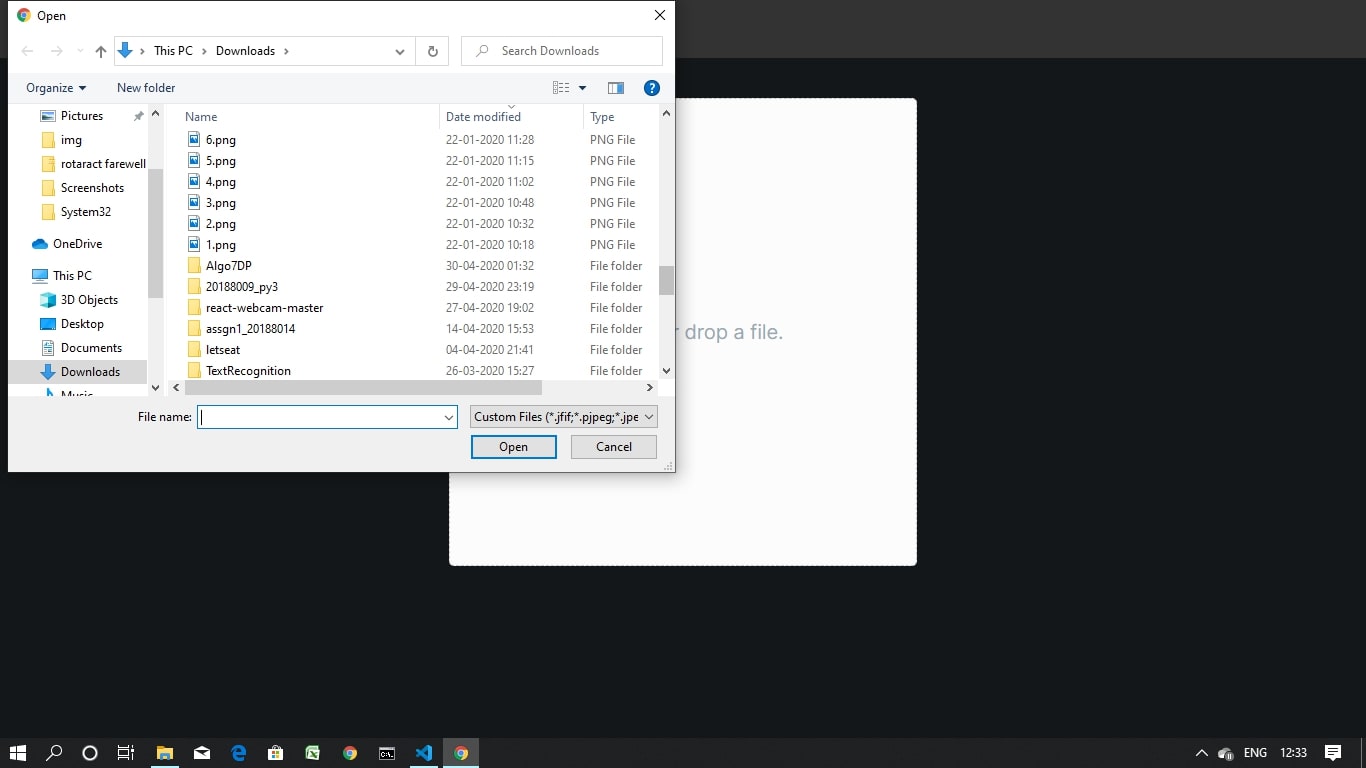 Open
This PC Downloads
Search Downloads
Organize New folder
Pictures
img
rotaract farewell
Screenshots
System32
OneDrive
This PC
3D Objects
Desktop
Documents
Downloads
Music
Name Date modified Type
6.png 22-01-2020 11:28 PNG File
5.png 22-01-2020 11:15 PNG File
4.png 22-01-2020 11:02 PNG File
3.png 22-01-2020 10:48 PNG File
2.png 22-01-2020 10:32 PNG File
1.png 22-01-2020 10:18 PNG File
Algo7DP 30-04-2020 01:32 File folder
20188009_py3 29-04-2020 23:19 File folder
react-webcam-master 27-04-2020 19:02 File folder
assgn1_20188014 14-04-2020 15:53 File folder
letseat 04-04-2020 21:41 File folder
TextRecognition 26-03-2020 15:27 File folder
r drop a file.
File name: Custom Files (*.jfif;*.pjpeg;*.jpe
Open Cancel
ENG 12:33